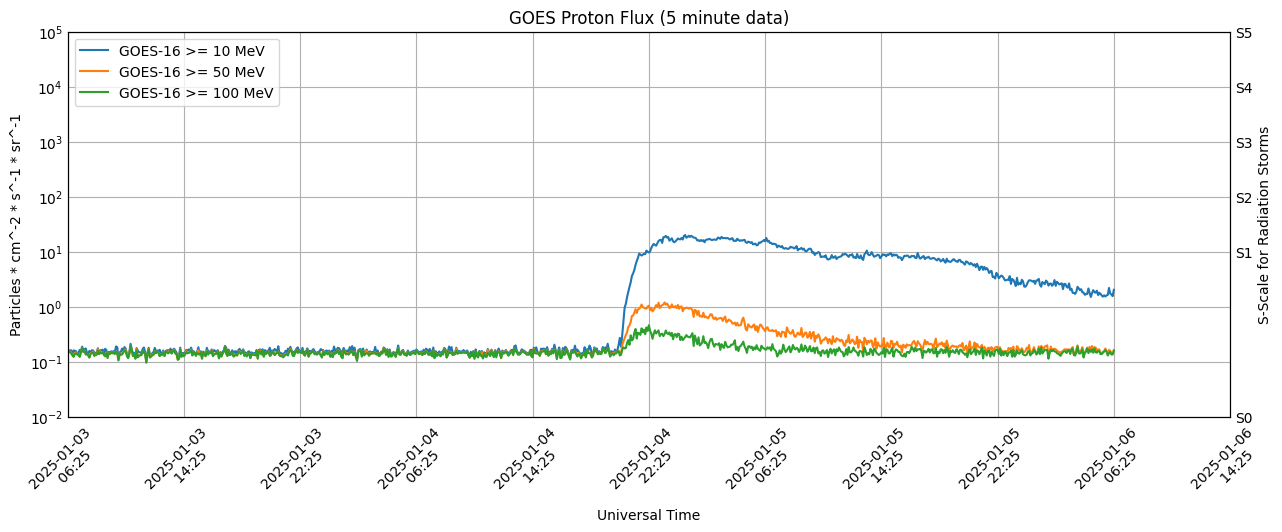 GOES Proton Flux (5 minute data)
GOES-16 >= 10 MeV
GOES-16 >= 50 MeV
GOES-16 >= 100 MeV
Particles * cm^-2 * s^-1 * sr^-1
10^5
10^4
10^3
10^2
10^1
10^0
10^-1
10^-2
S5
S4
S3
S2
S1
S0
S-Scale for Radiation Storms
2025-01-03
06:25
2025-01-03
14:25
2025-01-03
22:25
2025-01-04
06:25
2025-01-04
14:25
2025-01-04
22:25
2025-01-05
06:25
2025-01-05
14:25
2025-01-05
22:25
2025-01-06
06:25
2025-01-06
14:25
Universal Time